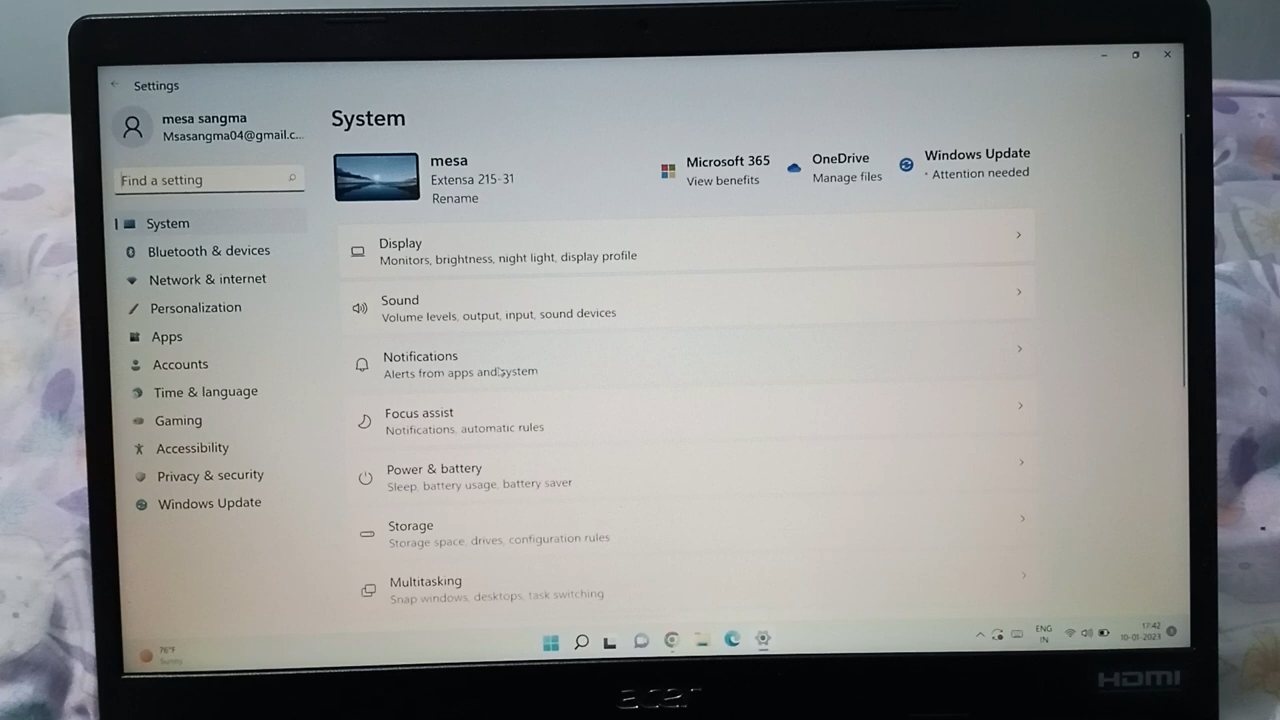 Settings
mesa sangma
Msasangma04@gmail.c...
Find a setting
System
Bluetooth & devices
Network & internet
Personalization
Apps
Accounts
Time & language
Gaming
Accessibility
Privacy & security
Windows Update
System
mesa
Extensa 215-31
Rename
Microsoft 365
View benefits
OneDrive
Manage files
Windows Update
• Attention needed
Display
Monitors, brightness, night light, display profile
Sound
Volume levels, output, input, sound devices
Notifications
Alerts from apps and system
Focus assist
Notifications, automatic rules
Power & battery
Sleep, battery usage, battery saver
Storage
Storage space, drives, configuration rules
Multitasking
Snap windows, desktops, task switching
76°F
Sunny
ENG
IN
17:42
10-01-2023
acer
HDMI